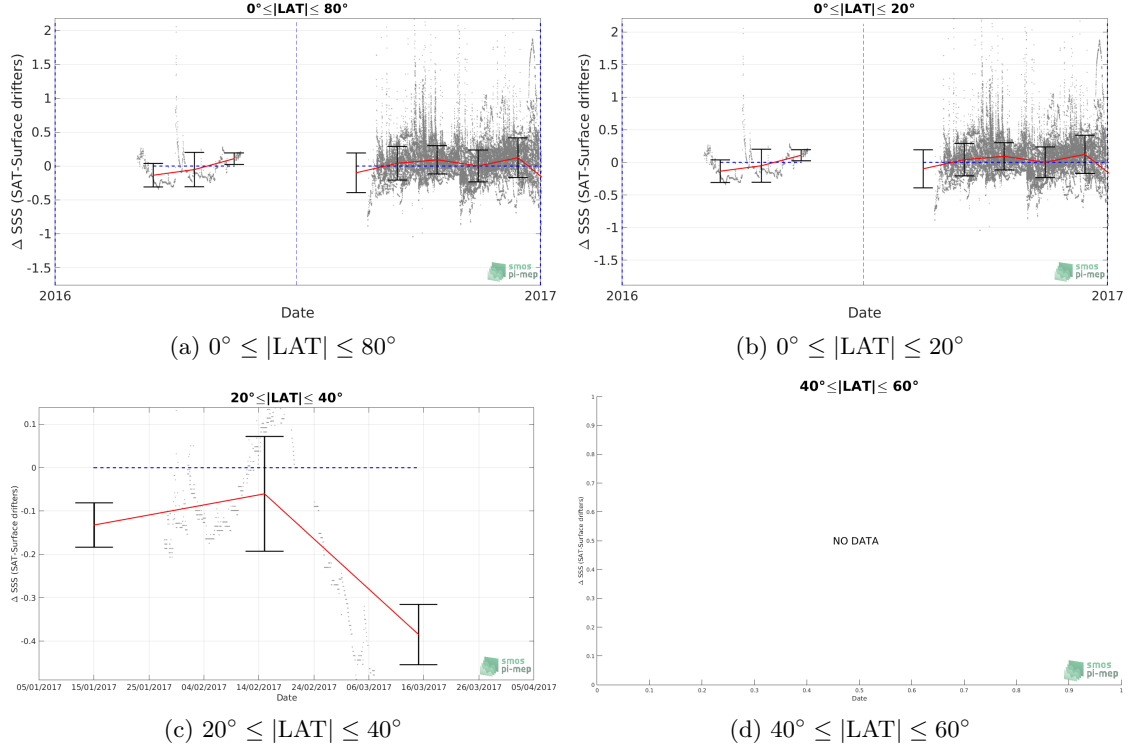 0°≤|LAT|≤ 80°
Δ SSS (SAT-Surface drifters)
2
1.5
1
0.5
0
-0.5
-1
-1.5
2016
2017
Date
smos
pi-mep
(a) 0° ≤ |LAT| ≤ 80°
0°≤|LAT|≤ 20°
Δ SSS (SAT-Surface drifters)
2
1.5
1
0.5
0
-0.5
-1
-1.5
2016
2017
Date
smos
pi-mep
(b) 0° ≤ |LAT| ≤ 20°
20°≤|LAT|≤ 40°
Δ SSS (SAT-Surface drifters)
0.1
0
-0.1
-0.2
-0.3
-0.4
05/01/2017 15/01/2017 25/01/2017 04/02/2017 14/02/2017 24/02/2017 06/03/2017 16/03/2017 26/03/2017 05/04/2017
Date
smos
pi-mep
(c) 20° ≤ |LAT| ≤ 40°
40°≤|LAT|≤ 60°
Δ SSS (SAT-Surface drifters)
1
0.9
0.8
0.7
0.6
0.5
0.4
0.3
0.2
0.1
0
NO DATA
0 0.1 0.2 0.3 0.4 0.5 0.6 0.7 0.8 0.9 1
Date
smos
pi-mep
(d) 40° ≤ |LAT| ≤ 60°